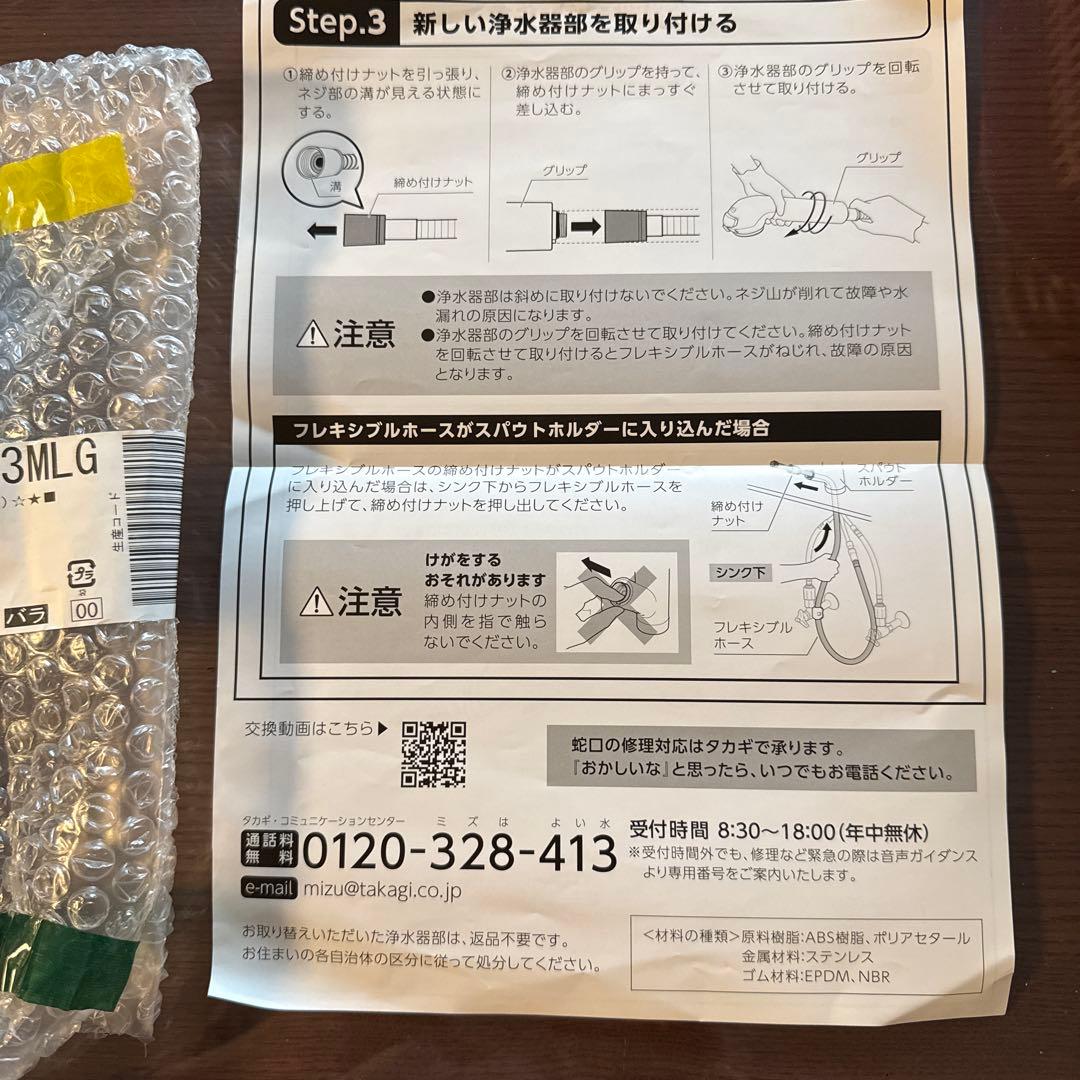 Step.3 新しい浄水器部を取り付ける
①締め付けナットを引っ張り、
ネジ部の溝が見える状態に
する。
溝
締め付けナット
②浄水器部のグリップを持って、
締め付けナットにまっすぐ
差し込む。
グリップ
③浄水器部のグリップを回転
させて取り付ける。
グリップ
注意
●浄水器部は斜めに取り付けないでください。ネジ山が削れて故障や水
漏れの原因になります。
●浄水器部のグリップを回転させて取り付けてください。締め付けナット
を回転させて取り付けるとフレキシブルホースがねじれ、故障の原因
となります。
フレキシブルホースがスパウトホルダーに入り込んだ場合
フレキシブルホースの締め付けナットがスパウトホルダー
に入り込んだ場合は、シンク下からフレキシブルホースを
押し上げて、締め付けナットを押し出してください。
注意
けがをする
おそれがあります
締め付けナットの
内側を指で触ら
ないでください。
スパウト
ホルダー
締め付け
ナット
シンク下
フレキシブル
ホース
交換動画はこちら▶
蛇口の修理対応はタカギで承ります。
『おかしいな』と思ったら、いつでもお電話ください。
タカギ・コミュニケーションセンター ミズは よい水
通話料
無料 0120-328-413
受付時間 8:30〜18:00(年中無休)
※受付時間外でも、修理など緊急の際は音声ガイダンス
より専用番号をご案内いたします。
e-mail mizu@takagi.co.jp
お取り替えいただいた浄水器部は、返品不要です。
お住まいの各自治体の区分に従って処分してください。
<材料の種類>原料樹脂:ABS樹脂、ポリアセタール
金属材料:ステンレス
ゴム材料:EPDM、NBR
3MLG
)☆★■
生産コード
プラ
バラ 00